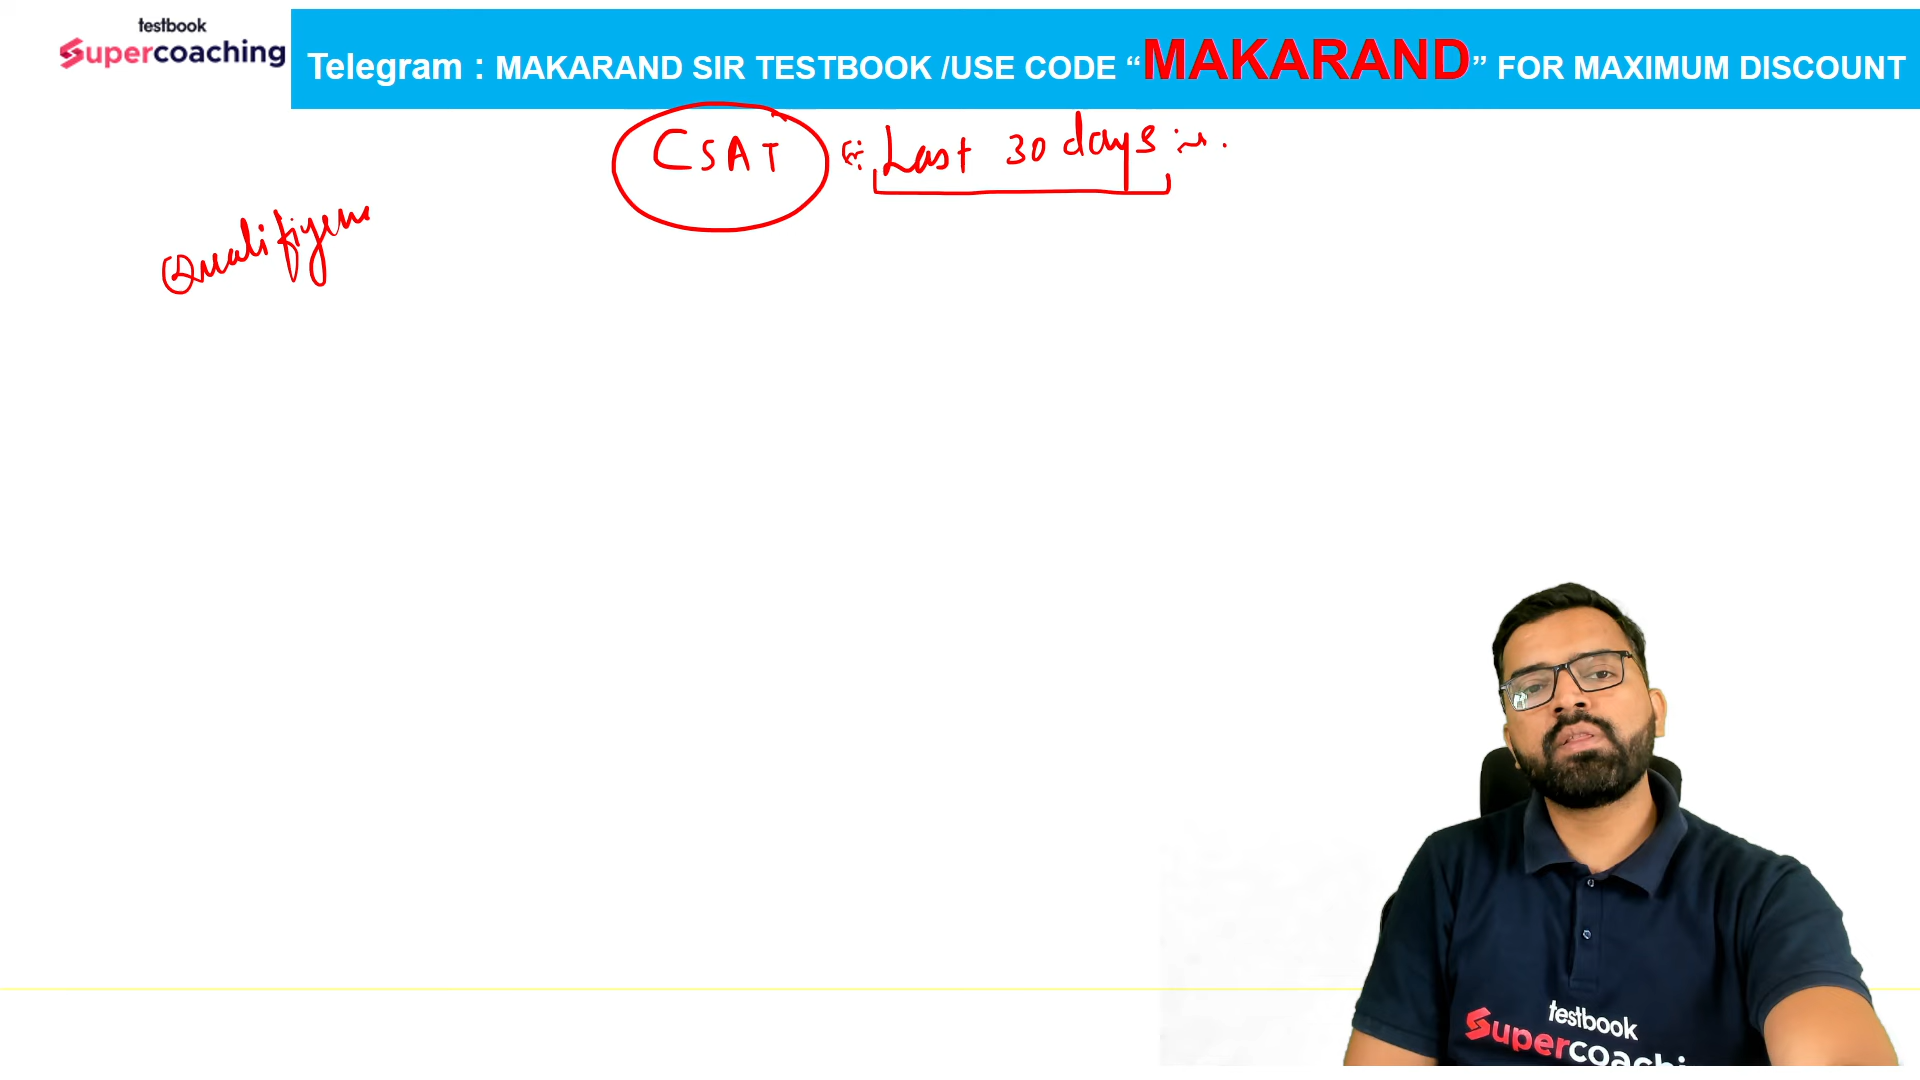 testbook
Supercoaching
Telegram : MAKARAND SIR TESTBOOK /USE CODE “MAKARAND” FOR MAXIMUM DISCOUNT
CSAT Last 30 days
testbook
Supercoachi